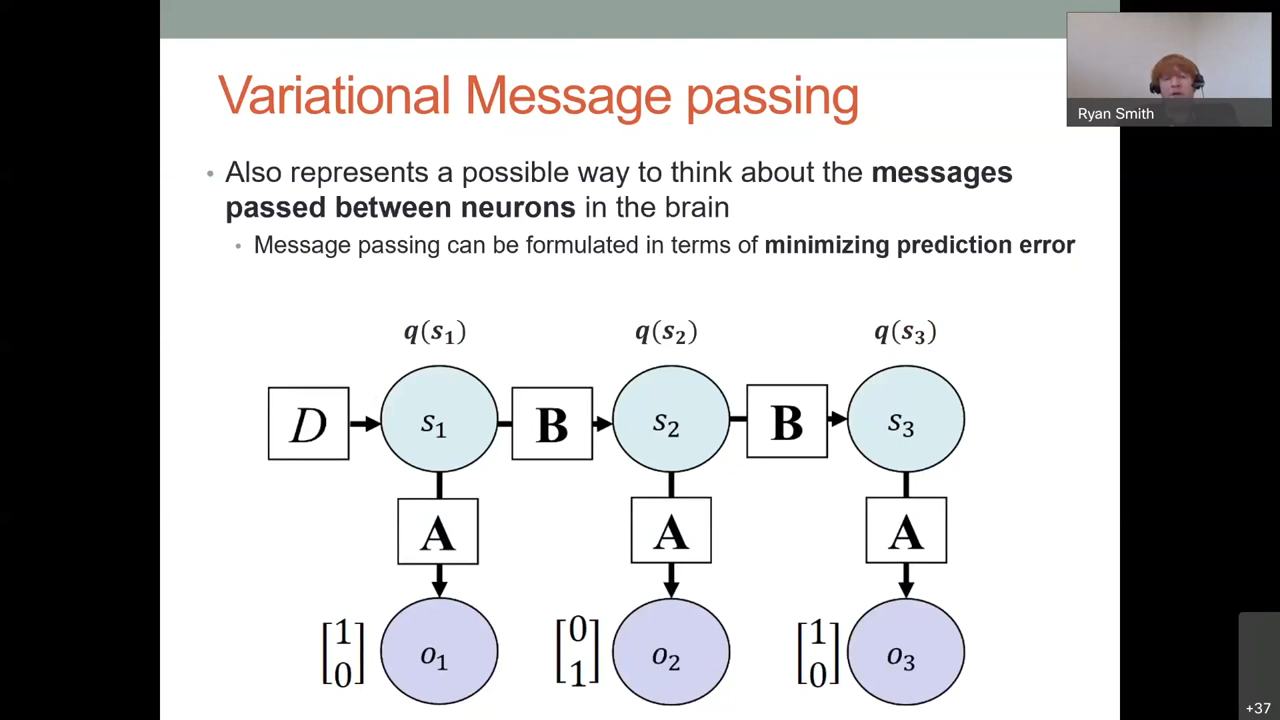 Variational Message passing
Ryan Smith
• Also represents a possible way to think about the messages
passed between neurons in the brain
• Message passing can be formulated in terms of minimizing prediction error
q(s₁) q(s₂) q(s₃)
D s₁ B s₂ B s₃
A A A
[1 0] o₁ [0 1] o₂ [1 0] o₃
+37